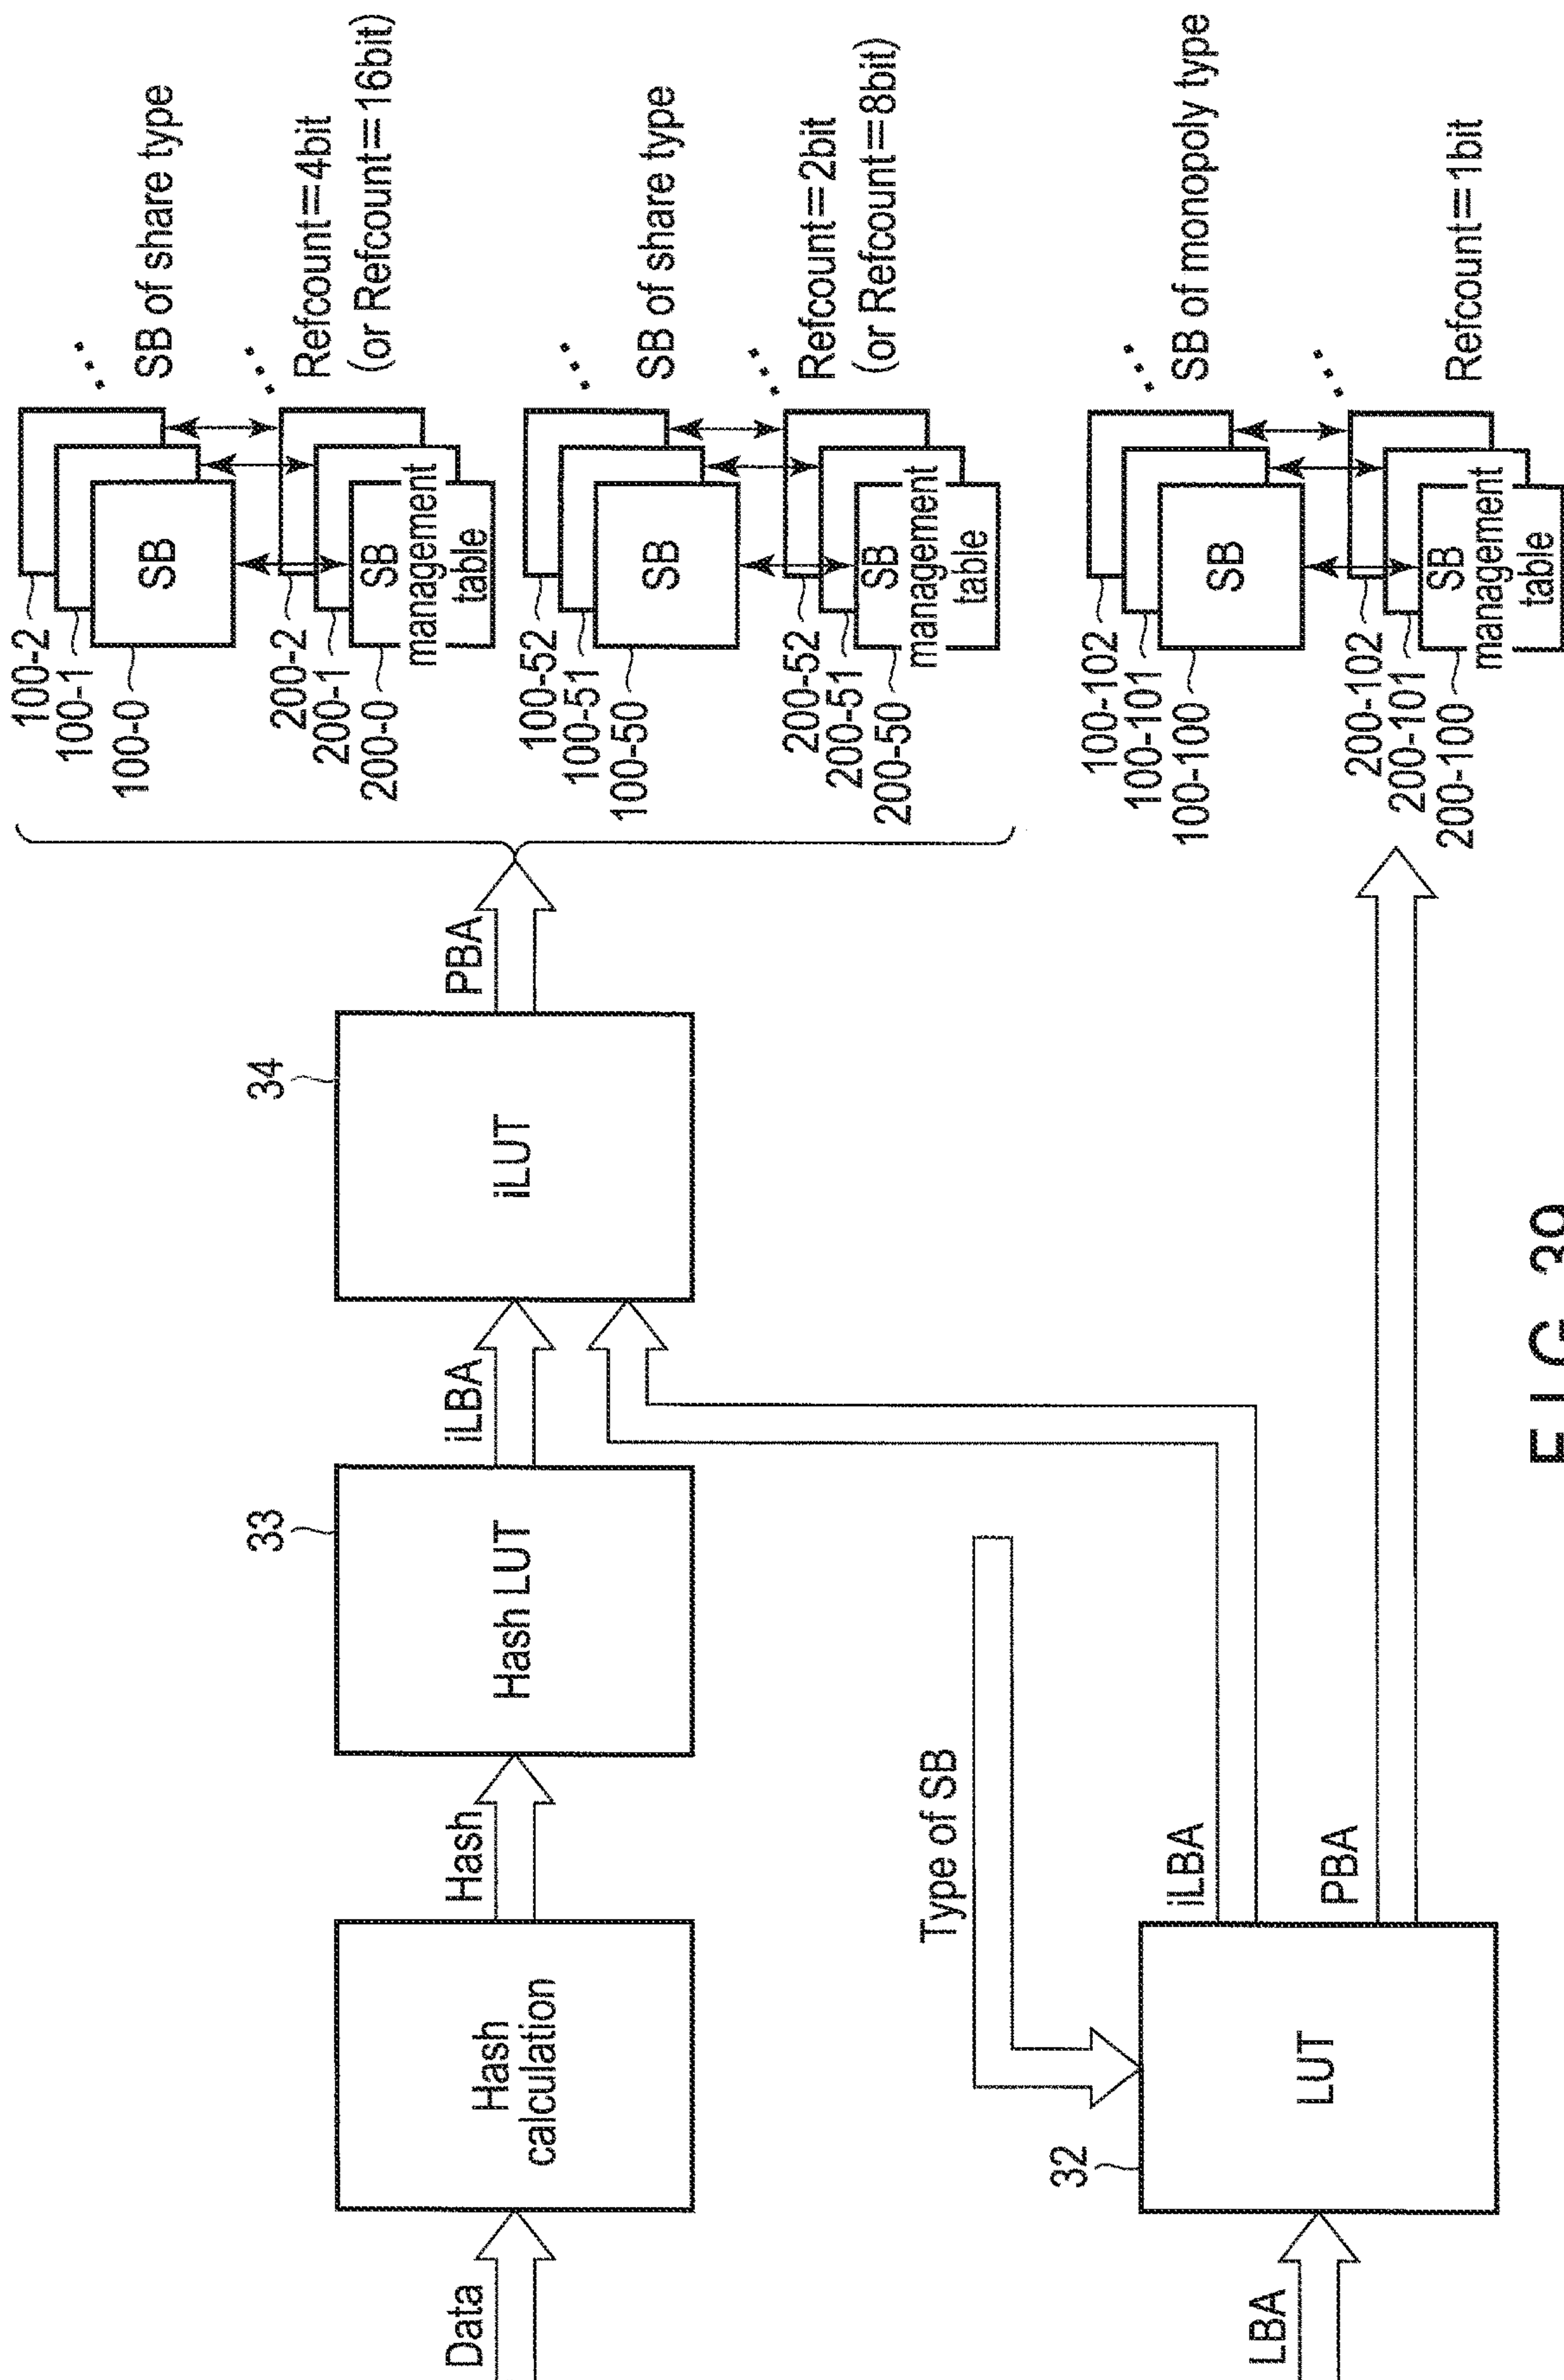 Data
Hash
calculation
Hash
33
Hash LUT
iLBA
34
iLUT
PBA
100-2
100-1
100-0
SB
SB of share type
200-2
200-1
200-0
SB
management
table
Refcount=4bit
(or Refcount=16bit)
100-52
100-51
100-50
SB
SB of share type
200-52
200-51
200-50
SB
management
table
Refcount=2bit
(or Refcount=8bit)
Type of SB
LBA
32
LUT
iLBA
PBA
100-102
100-101
100-100
SB
SB of monopoly type
200-102
200-101
200-100
SB
management
table
Refcount=1bit
FIG. 39